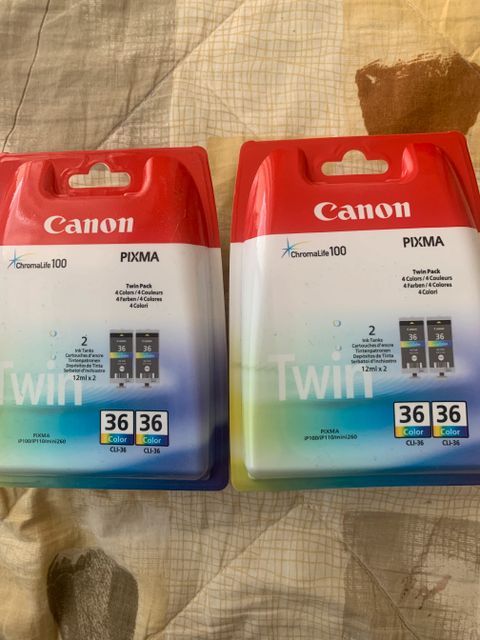 Canon
ChromaLife100
PIXMA
Twin Pack
4 Colors / 4 Couleurs
4 Farben / 4 Colores
4 Colori
2
Ink Tanks
Cartouches d'encre
Tintenpatronen
Depósitos de Tinta
Serbatoi d'inchiostro
12ml x 2
36
36
Twin
36 36
Color Color
CLI-36 CLI-36
PIXMA
iP100/iP110/mini260
Canon
ChromaLife100
PIXMA
Twin Pack
4 Colors / 4 Couleurs
4 Farben / 4 Colores
4 Colori
2
Ink Tanks
Cartouches d'encre
Tintenpatronen
Depósitos de Tinta
Serbatoi d'inchiostro
12ml x 2
36
36
Twin
36 36
Color Color
CLI-36 CLI-36
PIXMA
iP100/iP110/mini260